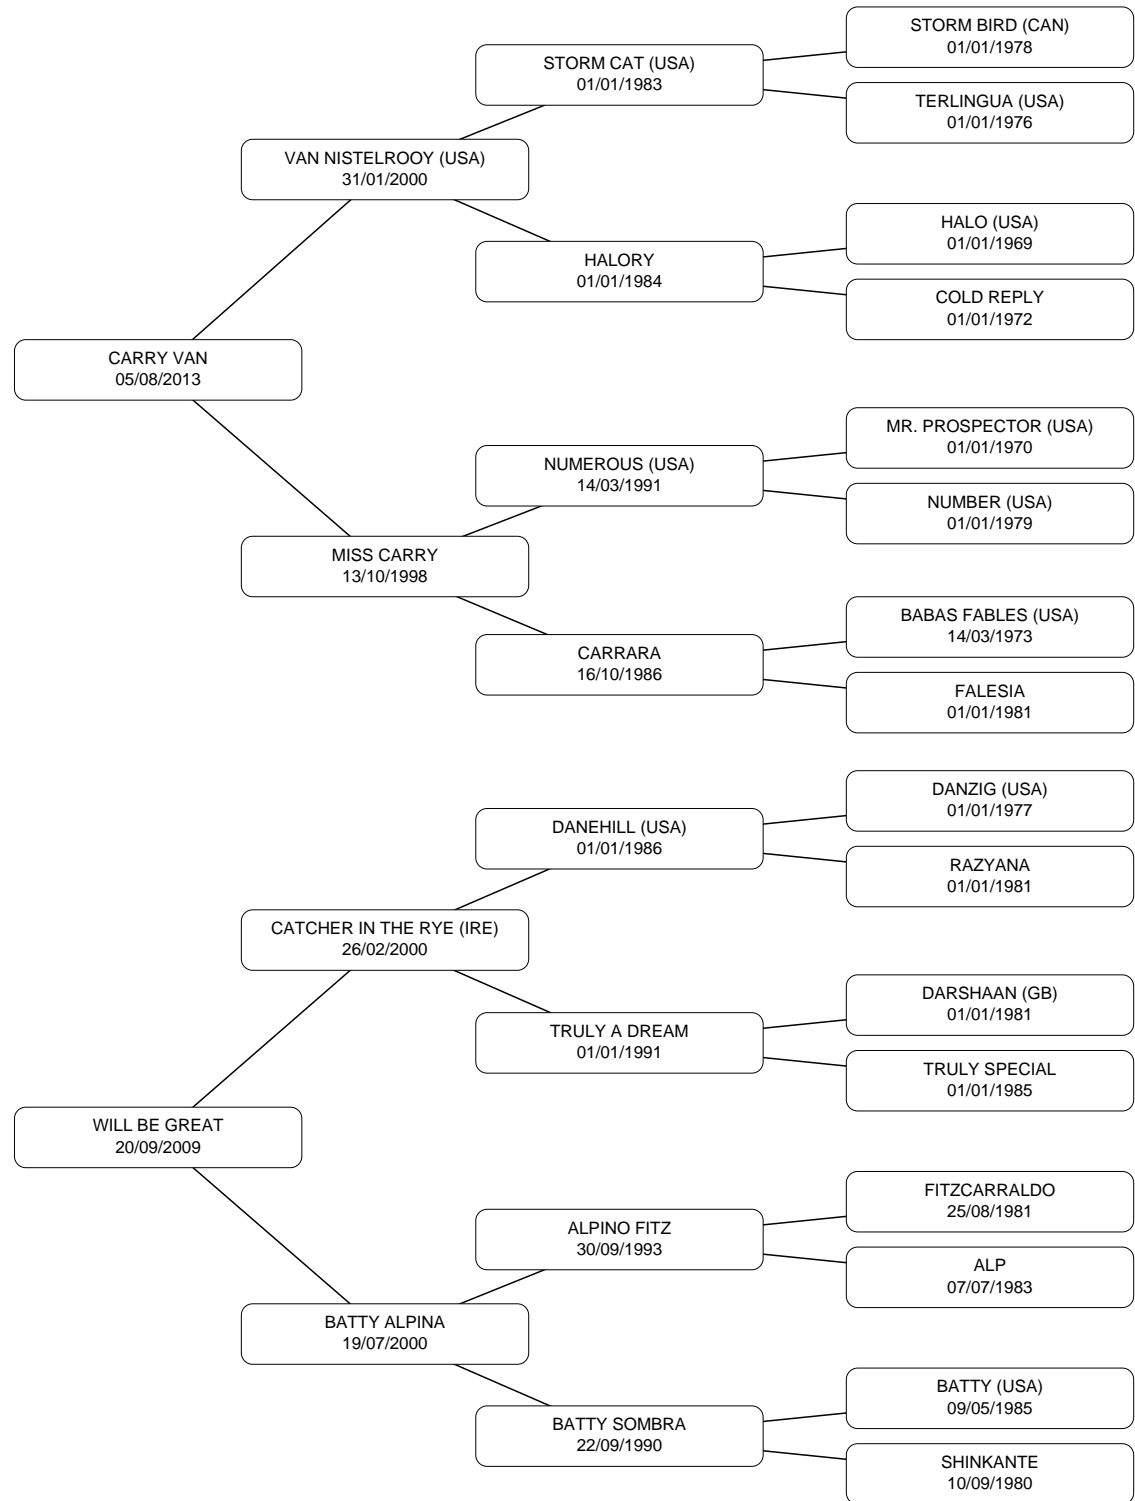 STORM BIRD (CAN)
01/01/1978
STORM CAT (USA)
01/01/1983
TERLINGUA (USA)
01/01/1976
VAN NISTELROOY (USA)
31/01/2000
HALO (USA)
01/01/1969
HALORY
01/01/1984
COLD REPLY
01/01/1972
CARRY VAN
05/08/2013
MR. PROSPECTOR (USA)
01/01/1970
NUMEROUS (USA)
14/03/1991
NUMBER (USA)
01/01/1979
MISS CARRY
13/10/1998
BABAS FABLES (USA)
14/03/1973
CARRARA
16/10/1986
FALESIA
01/01/1981
DANZIG (USA)
01/01/1977
DANEHILL (USA)
01/01/1986
RAZYANA
01/01/1981
CATCHER IN THE RYE (IRE)
26/02/2000
DARSHAAN (GB)
01/01/1981
TRULY A DREAM
01/01/1991
TRULY SPECIAL
01/01/1985
WILL BE GREAT
20/09/2009
FITZCARRALDO
25/08/1981
ALPINO FITZ
30/09/1993
ALP
07/07/1983
BATTY ALPINA
19/07/2000
BATTY (USA)
09/05/1985
BATTY SOMBRA
22/09/1990
SHINKANTE
10/09/1980